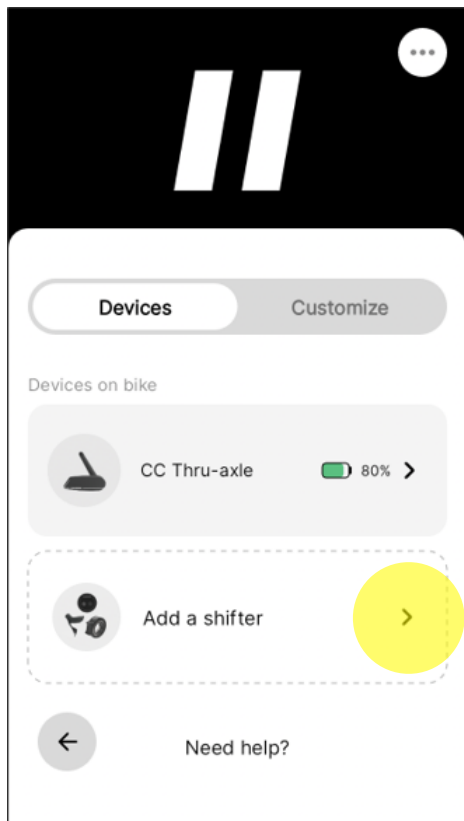 Devices
Customize
Devices on bike
CC Thru-axle
80%
Add a shifter
Need help?